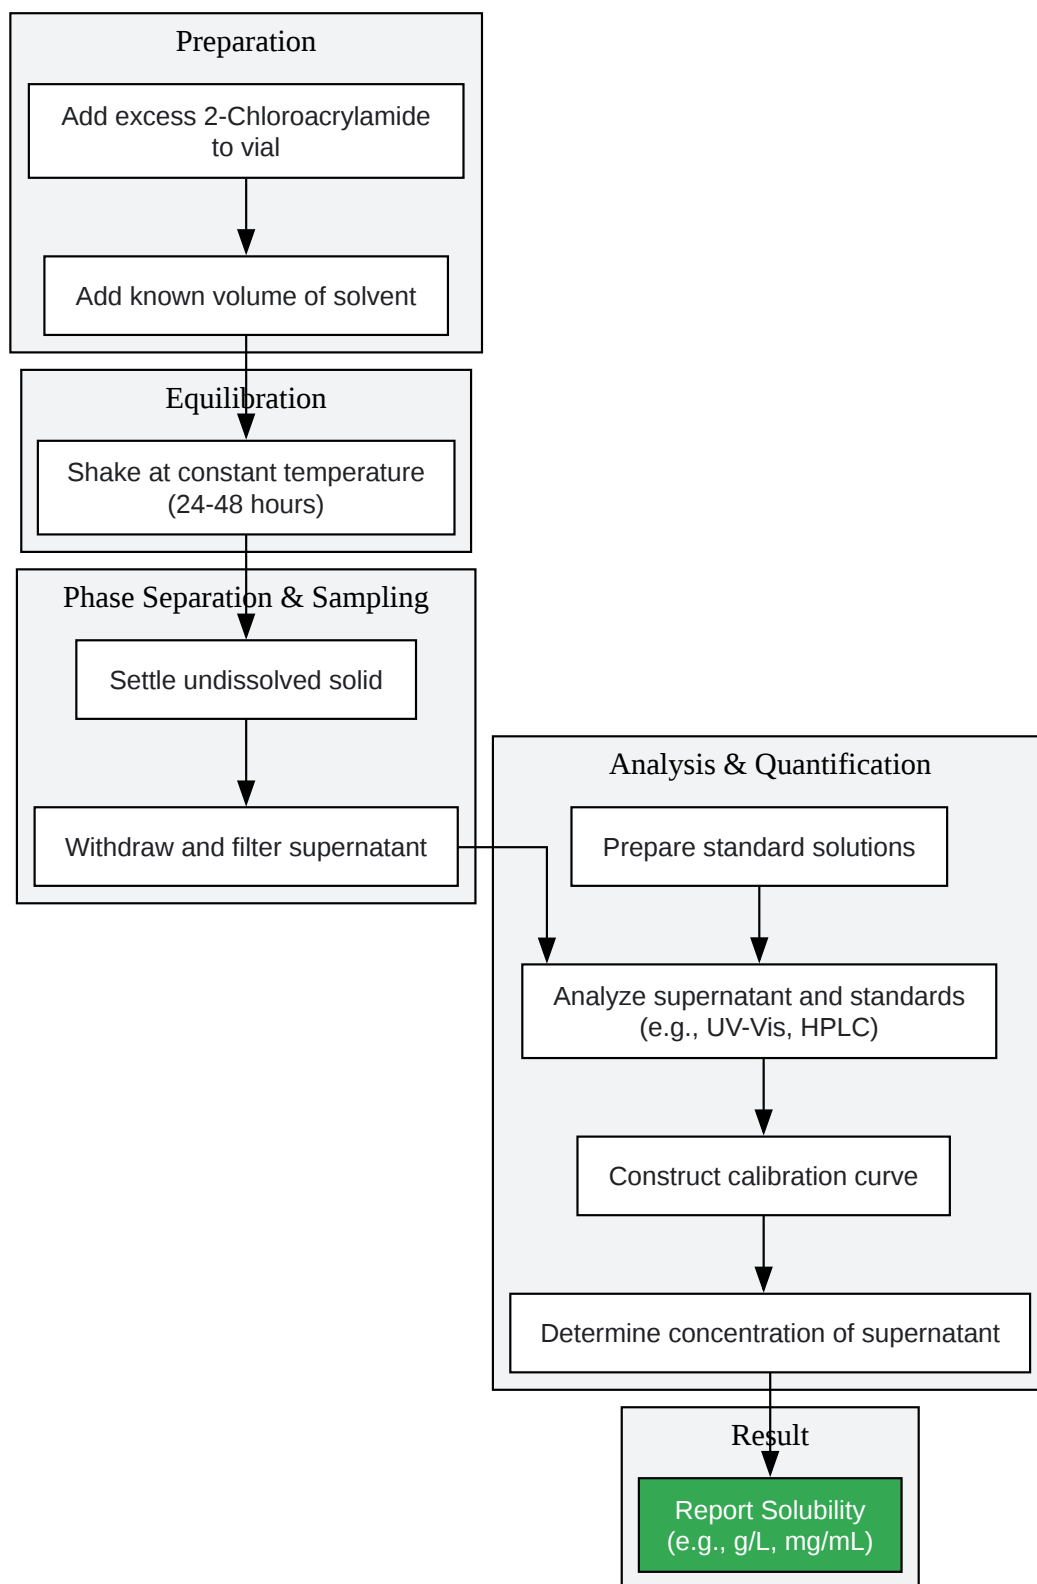 Preparation
Add excess 2-Chloroacrylamide
to vial
Add known volume of solvent
Equilibration
Shake at constant temperature
(24-48 hours)
Phase Separation & Sampling
Settle undissolved solid
Withdraw and filter supernatant
Analysis & Quantification
Prepare standard solutions
Analyze supernatant and standards
(e.g., UV-Vis, HPLC)
Construct calibration curve
Determine concentration of supernatant
Result
Report Solubility
(e.g., g/L, mg/mL)